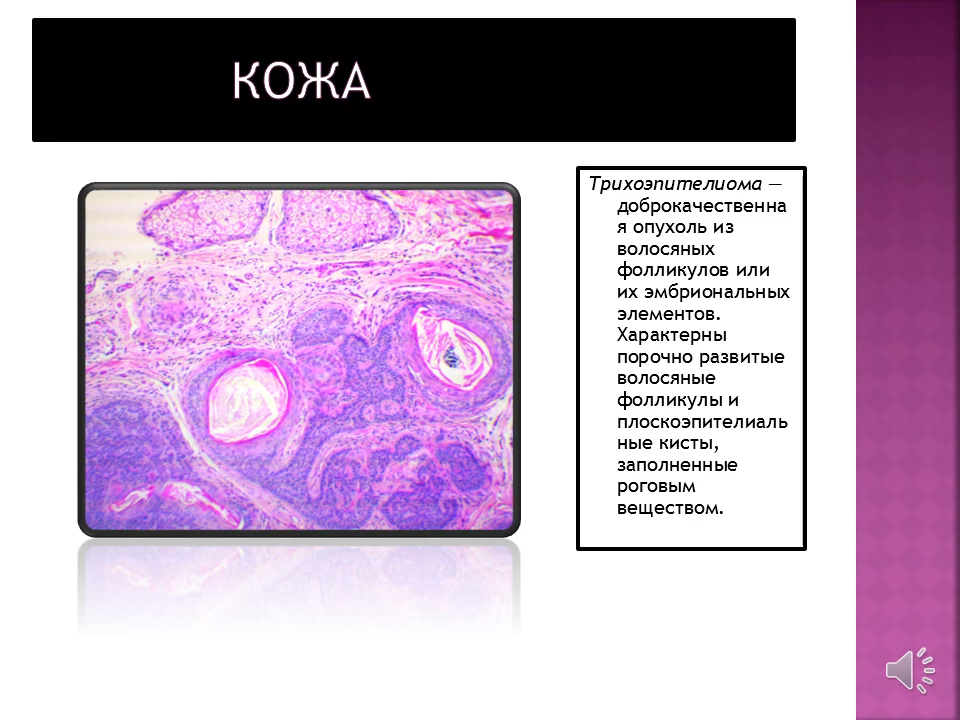 КОЖА
Трихоэпителиома —
доброкачественна
я опухоль из
волосяных
фолликулов или
их эмбриональных
элементов.
Характерны
порочно развитые
волосяные
фолликулы и
плоскоэпителиаль
ные кисты,
заполненные
роговым
веществом.